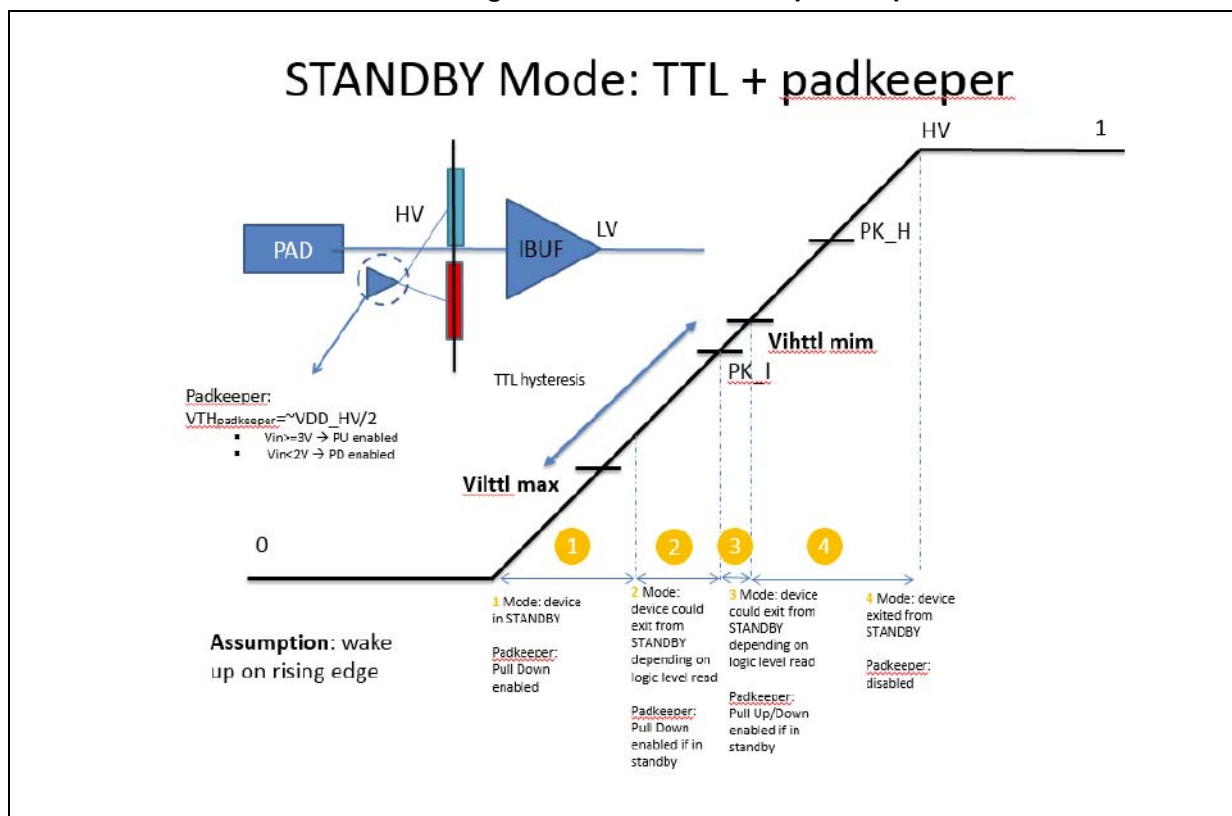 STANDBY Mode: TTL + padkeeper
HV
1
HV
LV
PAD
IBUF
PK_H
Vihttl mim
PK_l
TTL hysteresis
Padkeeper:
VTHpadkeeper=~VDD_HV/2
▪ Vin>=3V → PU enabled
▪ Vin<2V → PD enabled
Vilttl max
0
1
2
3
4
Assumption: wake
up on rising edge
1 Mode: device
in STANDBY
Padkeeper:
Pull Down
enabled
2 Mode:
device could
exit from
STANDBY
depending on
logic level read
Padkeeper:
Pull Down
enabled if in
standby
3 Mode: device
could exit from
STANDBY
depending on
logic level read
Padkeeper:
Pull Up/Down
enabled if in
standby
4 Mode: device
exited from
STANDBY
Padkeeper:
disabled